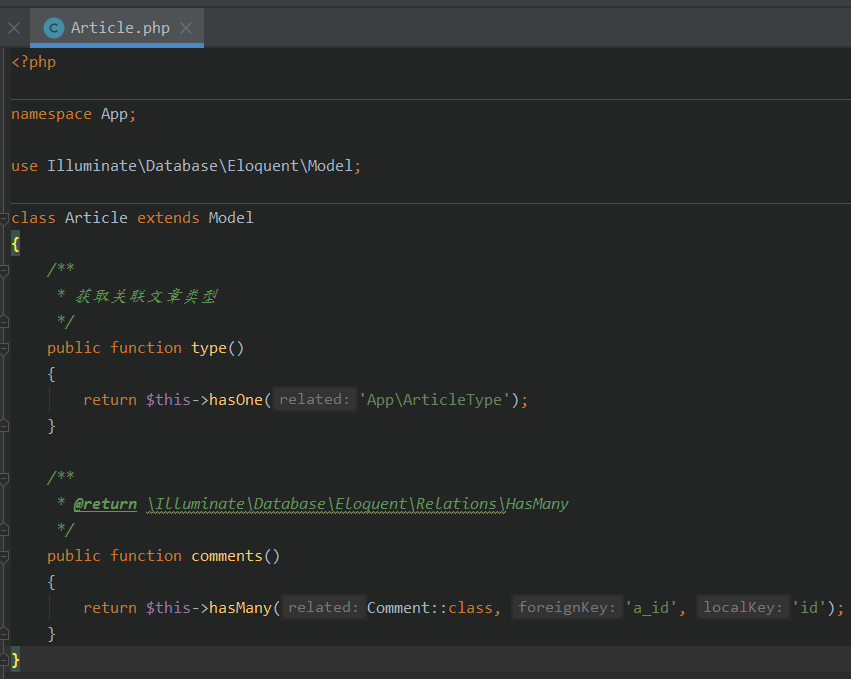 C Article.php
<?php
namespace App;
use Illuminate\Database\Eloquent\Model;
class Article extends Model
{
/**
* 获取关联文章类型
*/
public function type()
{
return $this->hasOne( related: 'App\ArticleType');
}
/**
* @return \Illuminate\Database\Eloquent\Relations\HasMany
*/
public function comments()
{
return $this->hasMany( related: Comment::class, foreignKey: 'a_id', localKey: 'id');
}
}